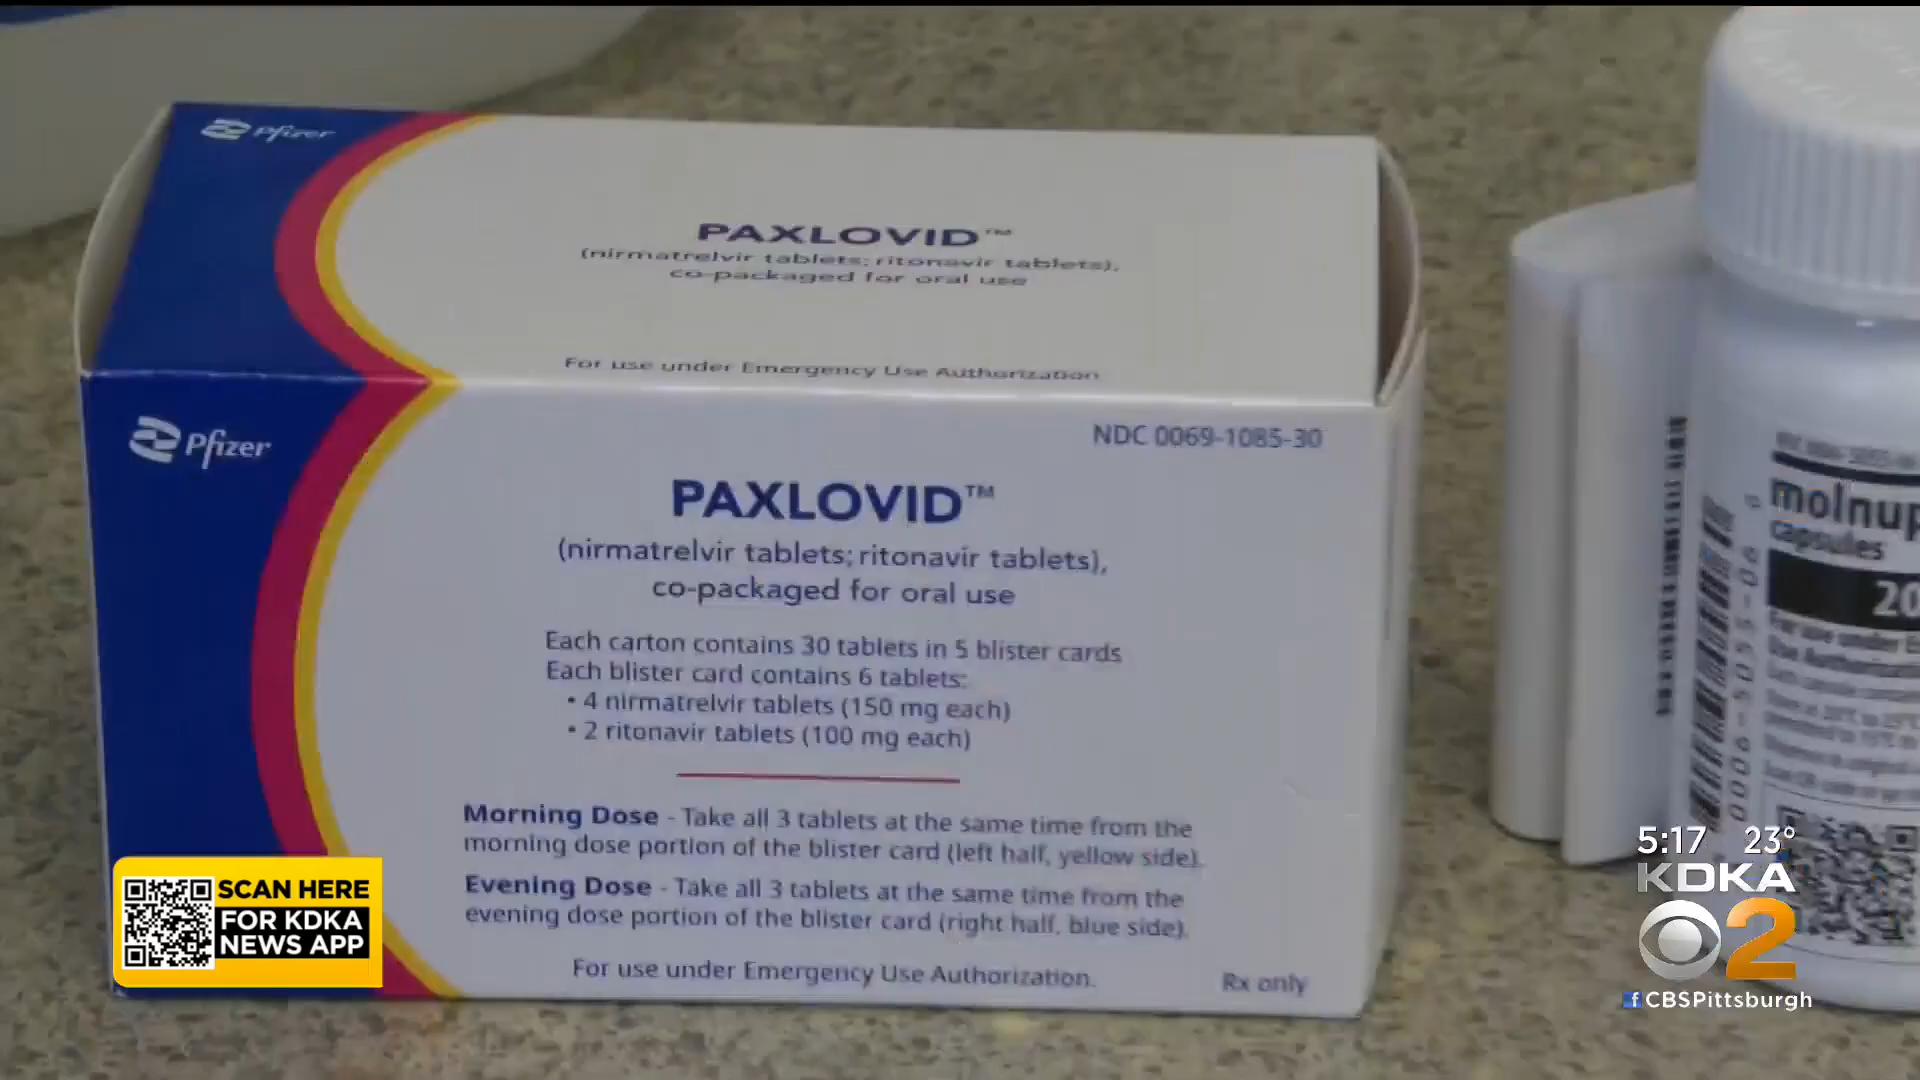 Pfizer
PAXLOVID™
(nirmatrelvir tablets; ritonavir tablets),
co-packaged for oral use
For use under Emergency Use Authorization
Pfizer
NDC 0069-1085-30
PAXLOVID™
(nirmatrelvir tablets; ritonavir tablets),
co-packaged for oral use
Each carton contains 30 tablets in 5 blister cards
Each blister card contains 6 tablets:
• 4 nirmatrelvir tablets (150 mg each)
• 2 ritonavir tablets (100 mg each)
Morning Dose - Take all 3 tablets at the same time from the
morning dose portion of the blister card (left half, yellow side).
Evening Dose - Take all 3 tablets at the same time from the
evening dose portion of the blister card (right half, blue side).
For use under Emergency Use Authorization.
Rx only
molnup
capsules
20
For use under E
Use Authorizat
SCAN HERE
FOR KDKA
NEWS APP
5:17 23°
KDKA
2
f CBSPittsburgh